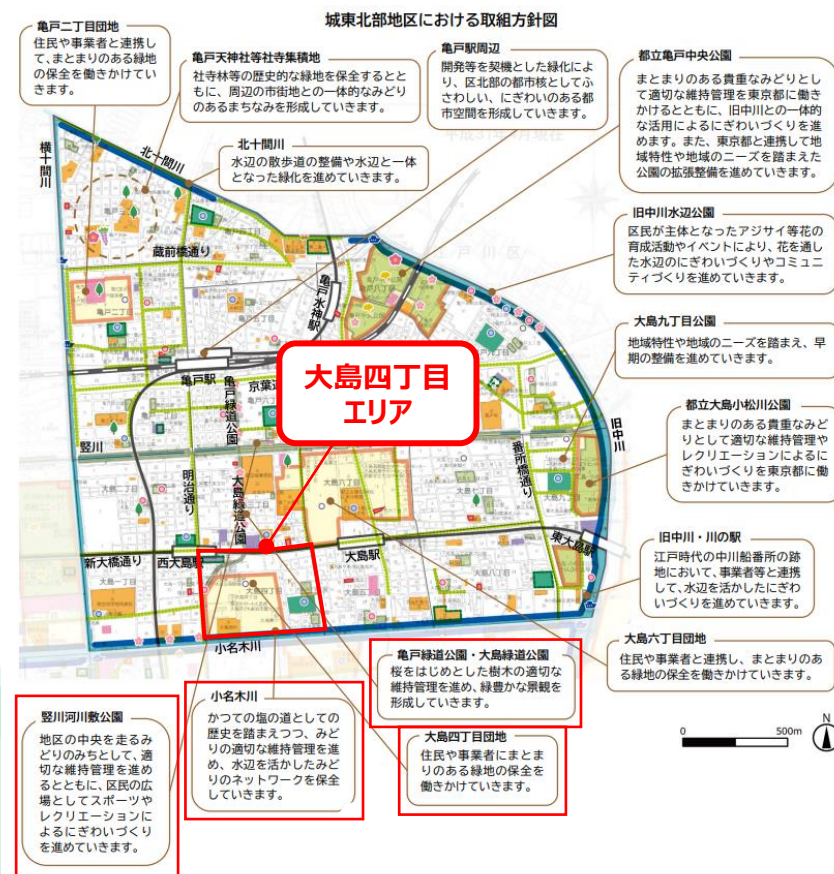 城東北部地区における取組方針図
亀戸二丁目団地
住民や事業者と連携し
て、まとまりのある緑地
の保全を働きかけてい
きます。
亀戸天神社等社寺集積地
社寺林等の歴史的な緑地を保全するとと
もに、周辺の市街地との一体的なみどり
のあるまちなみを形成していきます。
亀戸駅周辺
開発等を契機とした緑化によ
り、区北部の都市核としてふ
さわしい、にぎわいのある都
市空間を形成していきます。
都立亀戸中央公園
まとまりのある貴重なみどりとし
て適切な維持管理を東京都に働き
かけるとともに、旧中川との一体的
な活用によるにぎわいづくりを進
めます。また、東京都と連携して地
域特性や地域のニーズを踏まえた
公園の拡張整備を進めていきます。
北十間川
水辺の散歩道の整備や水辺と一体
となった緑化を進めていきます。
旧中川水辺公園
区民が主体となったアジサイ等花の
育成活動やイベントにより、花を通し
た水辺のにぎわいづくりやコミュニ
ティづくりを進めていきます。
大島九丁目公園
地域特性や地域のニーズを踏まえ、早
期の整備を進めていきます。
都立大島小松川公園
まとまりのある貴重なみど
りとして適切な維持管理や
レクリエーションによるに
ぎわいづくりを東京都に働
きかけていきます。
旧中川・川の駅
江戸時代の中川船番所の跡
地において、事業者等と連携
して、水辺を活かしたにぎわ
いづくりを進めていきます。
大島六丁目団地
住民や事業者と連携し、まとまりのあ
る緑地の保全を働きかけていきます。
横十間川
北十間川
蔵前橋通り
亀戸水神駅
亀戸駅
京葉道
亀戸緑道公園
大島四丁目
エリア
竪川
明治通り
大島緑道公園
番所橋通り
旧中川
新大橋通り
西大島駅
大島駅
東大島駅
小名木川
亀戸緑道公園・大島緑道公園
桜をはじめとした樹木の適切な
維持管理を進め、緑豊かな景観を
形成していきます。
大島四丁目団地
住民や事業者にまとま
りのある緑地の保全を
働きかけていきます。
小名木川
かつての塩の道としての
歴史を踏まえつつ、みど
りの適切な維持管理を進
め、水辺を活かしたみど
りのネットワークを保全
していきます。
竪川河川敷公園
地区の中央を走るみ
どりのみちとして、適
切な維持管理を進め
るとともに、区民の広
場としてスポーツや
レクリエーションに
よるにぎわいづくり
を進めていきます。
0 500m
N